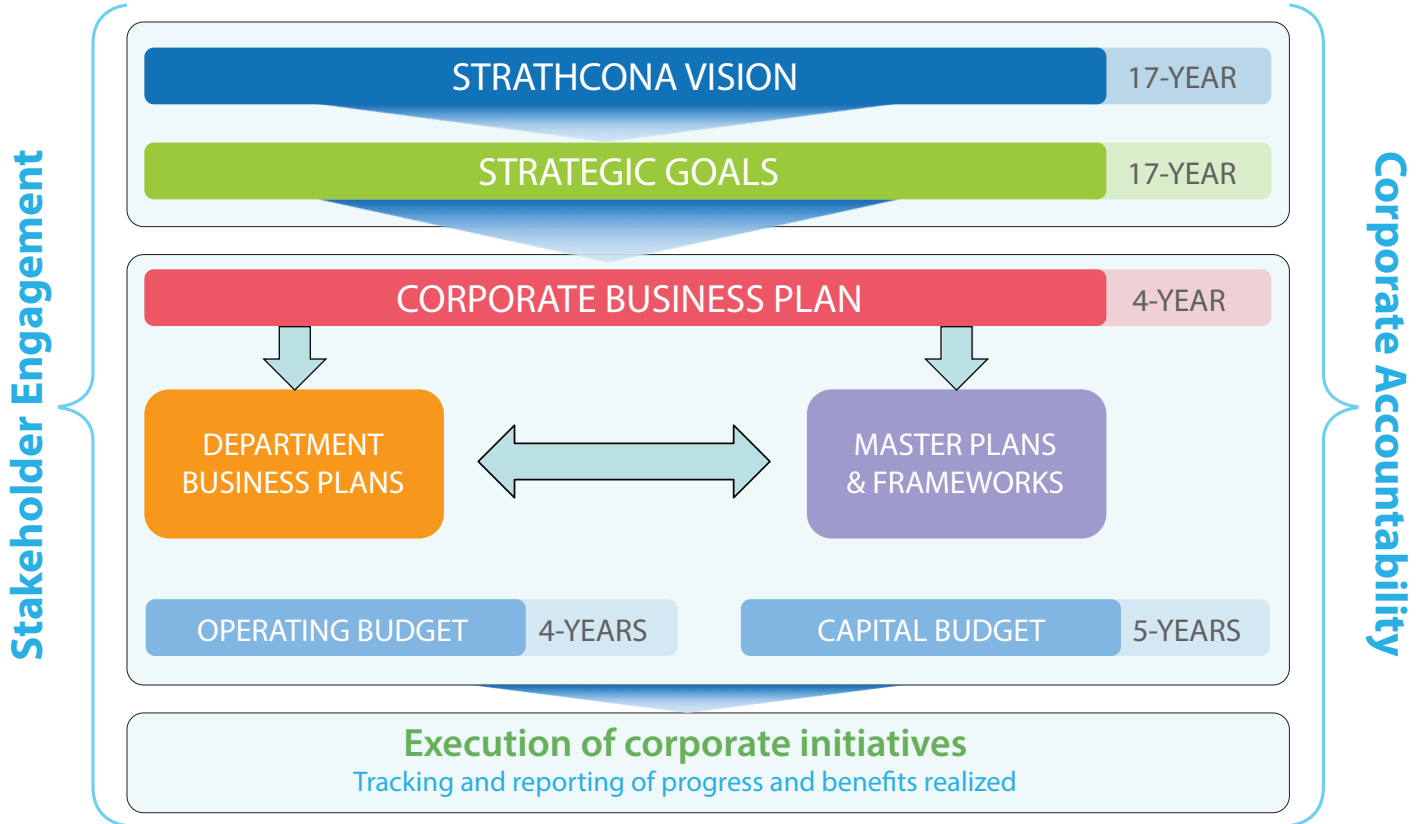 Stakeholder Engagement
STRATHCONA VISION 17-YEAR
STRATEGIC GOALS 17-YEAR
CORPORATE BUSINESS PLAN 4-YEAR
DEPARTMENT
BUSINESS PLANS
MASTER PLANS
& FRAMEWORKS
OPERATING BUDGET 4-YEARS
CAPITAL BUDGET 5-YEARS
Execution of corporate initiatives
Tracking and reporting of progress and benefits realized
Corporate Accountability